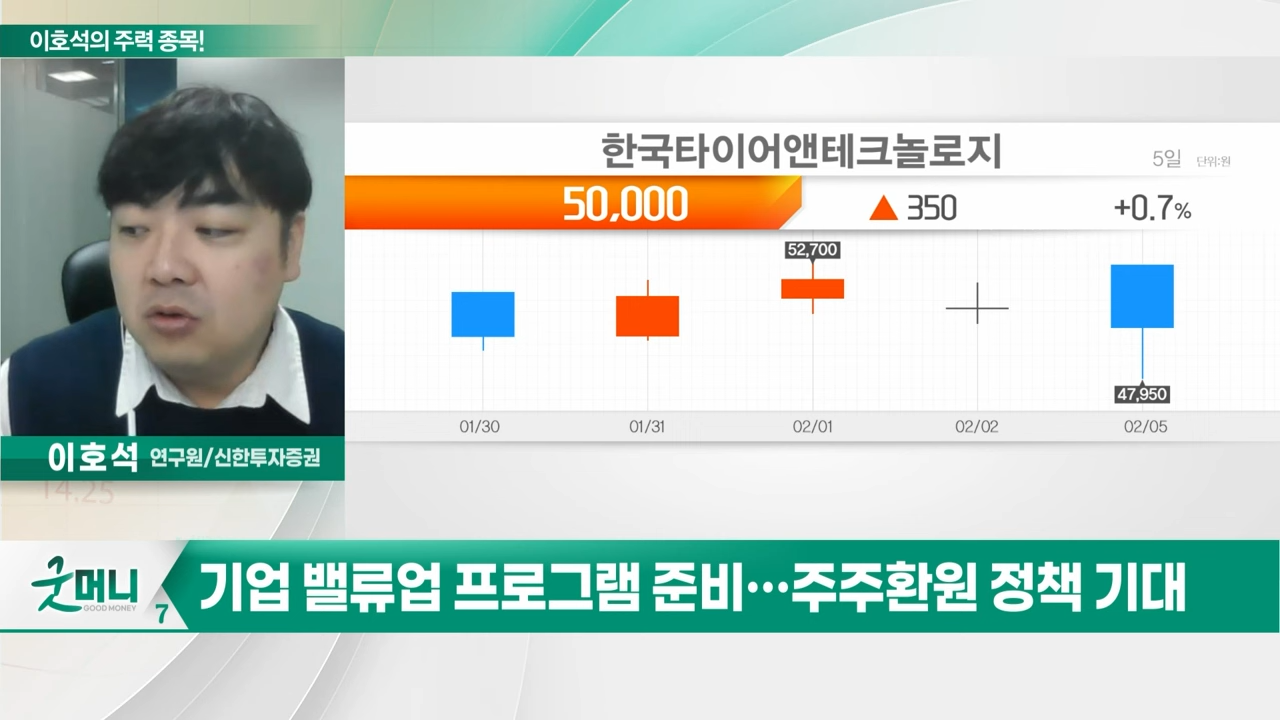 이호석의 주력 종목!
한국타이어앤테크놀로지
5일 단위:원
50,000 ▲ 350 +0.7%
52,700
47,950
01/30 01/31 02/01 02/02 02/05
이호석 연구원/신한투자증권
14.25
굿머니
GOOD MONEY
7
기업 밸류업 프로그램 준비…주주환원 정책 기대